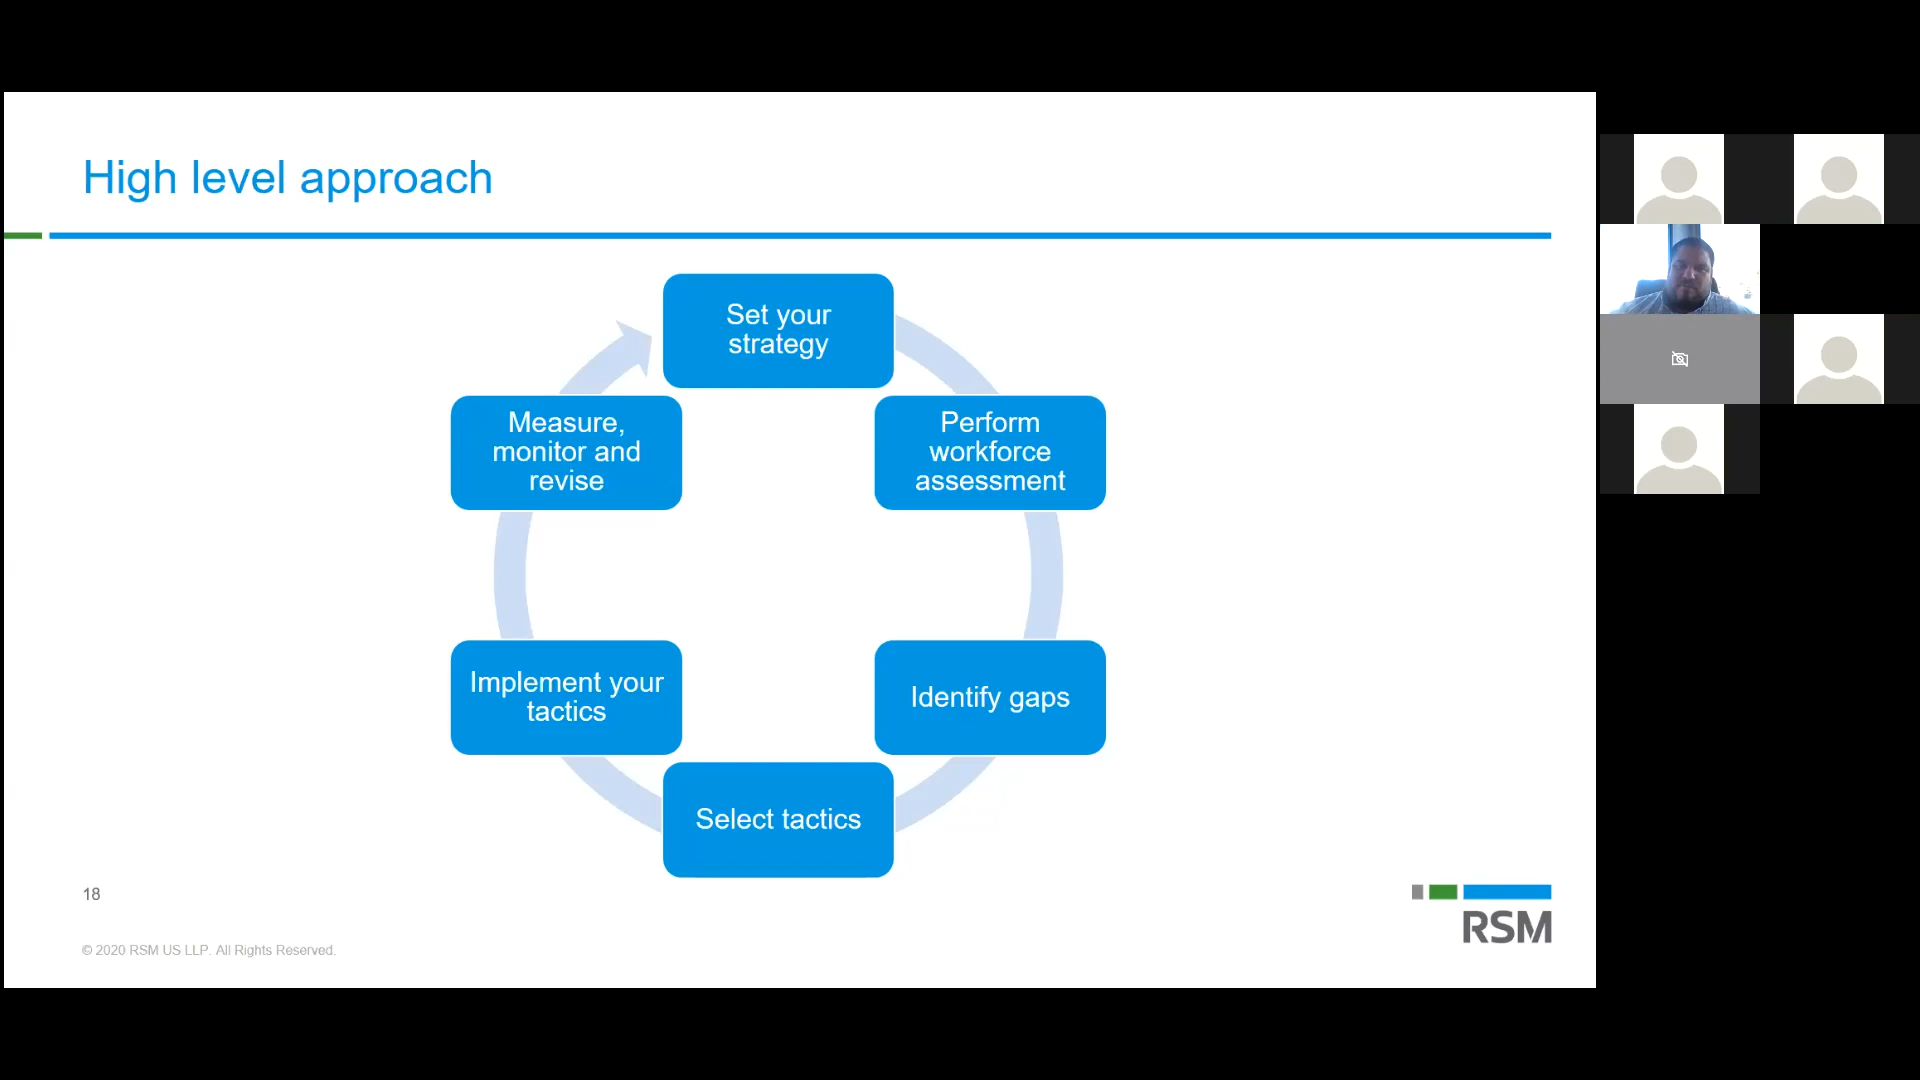 High level approach
Set your
strategy
Perform
workforce
assessment
Identify gaps
Select tactics
Implement your
tactics
Measure,
monitor and
revise
18
© 2020 RSM US LLP. All Rights Reserved.
RSM